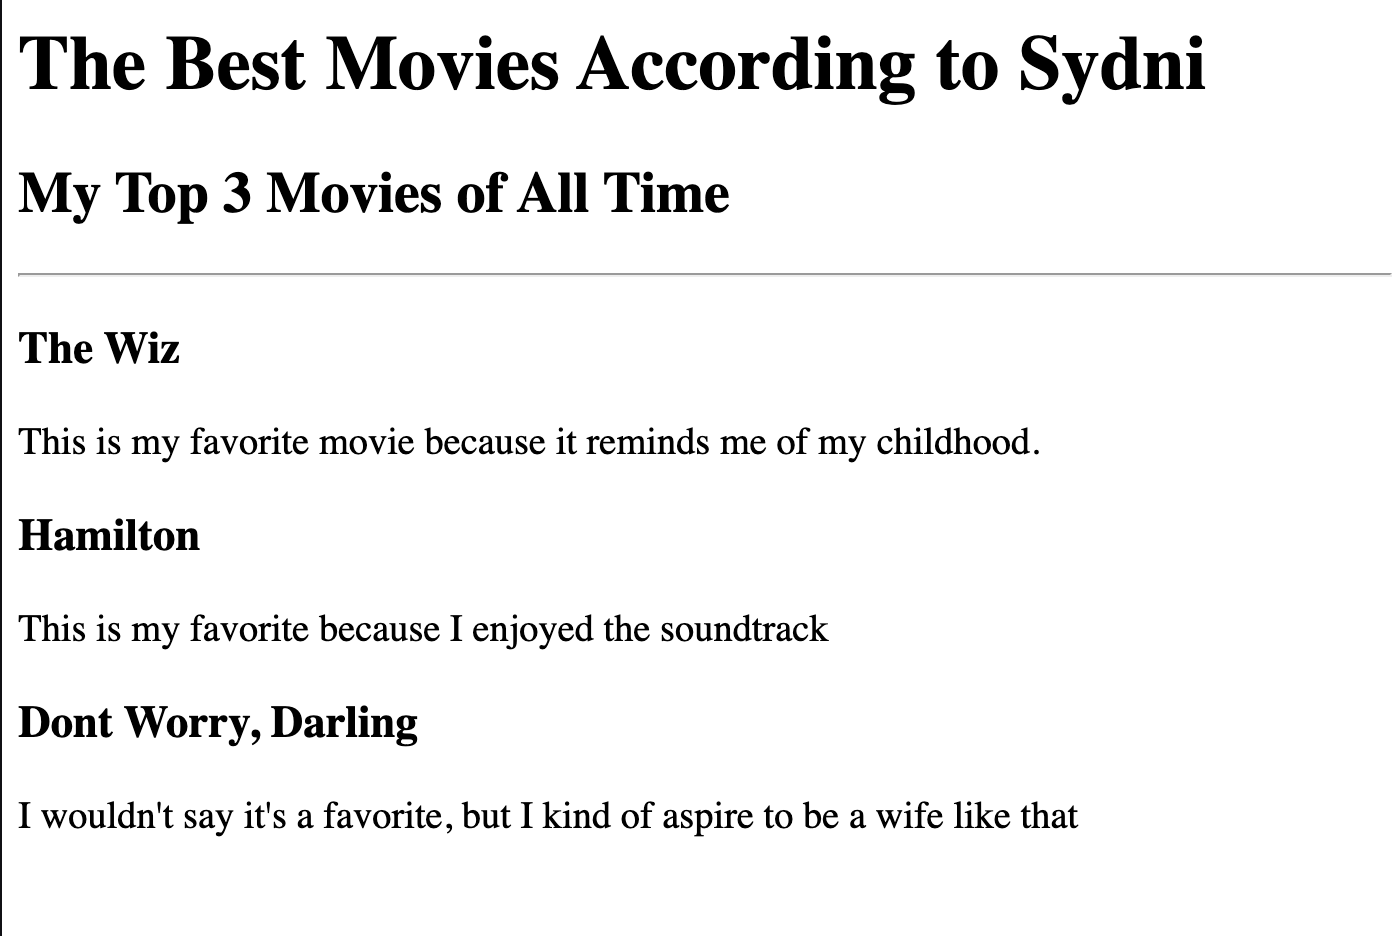 The Best Movies According to Sydni
My Top 3 Movies of All Time
The Wiz
This is my favorite movie because it reminds me of my childhood.
Hamilton
This is my favorite because I enjoyed the soundtrack
Dont Worry, Darling
I wouldn't say it's a favorite, but I kind of aspire to be a wife like that